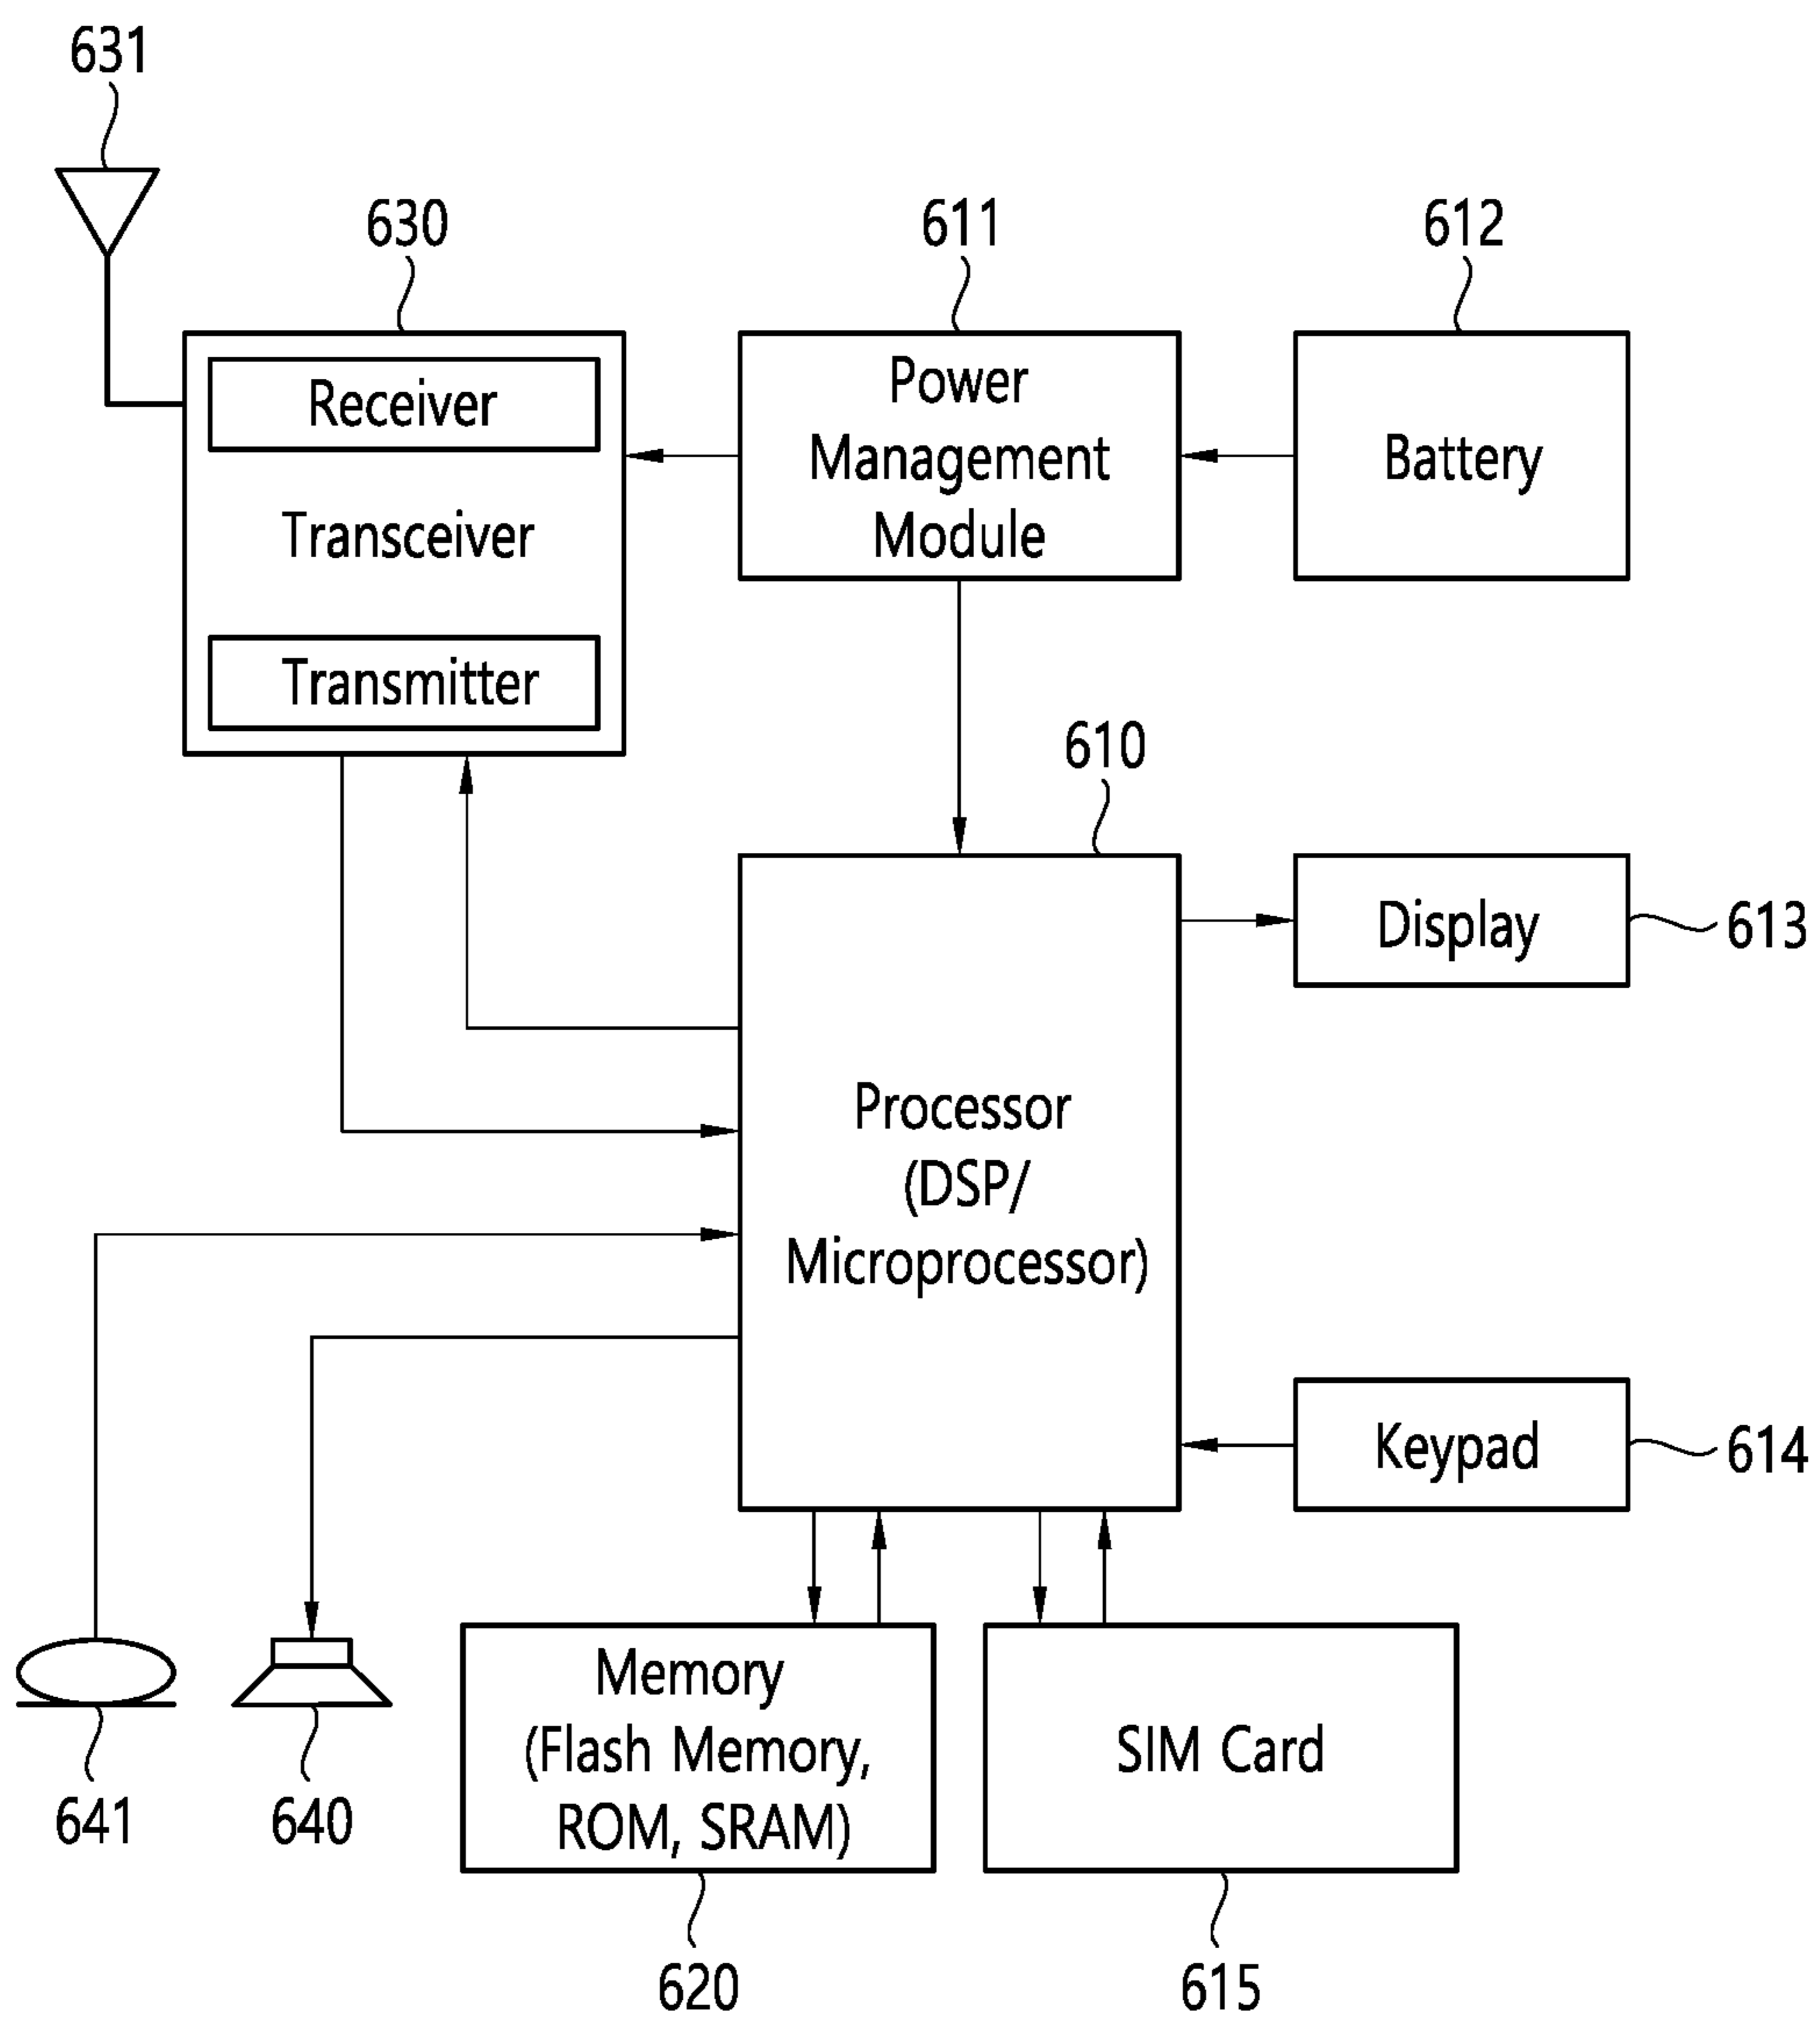 631
630
611
612
Receiver
Transceiver
Transmitter
Power
Management
Module
Battery
610
Display
613
Processor
(DSP/
Microprocessor)
Keypad
614
Memory
(Flash Memory,
ROM, SRAM)
SIM Card
641
640
620
615